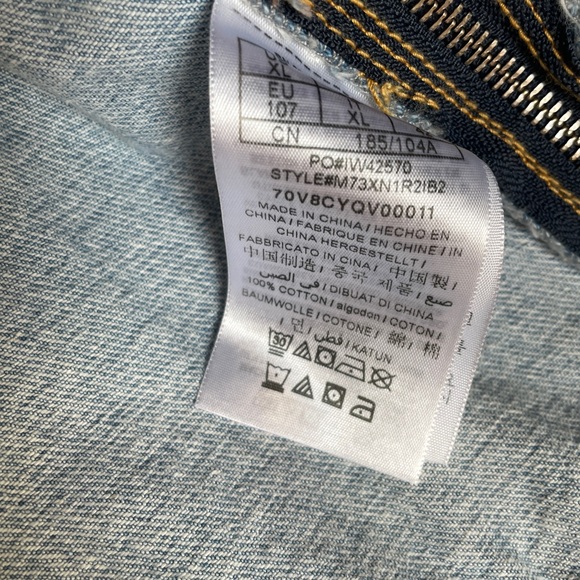 XL
EU
107
XL
CN 185/104A
PO#IW42570
STYLE#M73XN1R2IB2
70V8CYQV00011
MADE IN CHINA / HECHO EN
CHINA / FABRIQUE EN CHINE / IN
CHINA HERGESTELLT /
FABBRICATO IN CINA / 中国製 /
中国制造 / 중국 제품 /
صنع في الصين / DIBUAT DI CHINA
100% COTTON / algodon / COTON /
BAUMWOLLE / COTONE / 綿 / 棉
/ 면 / قطن / KATUN
30